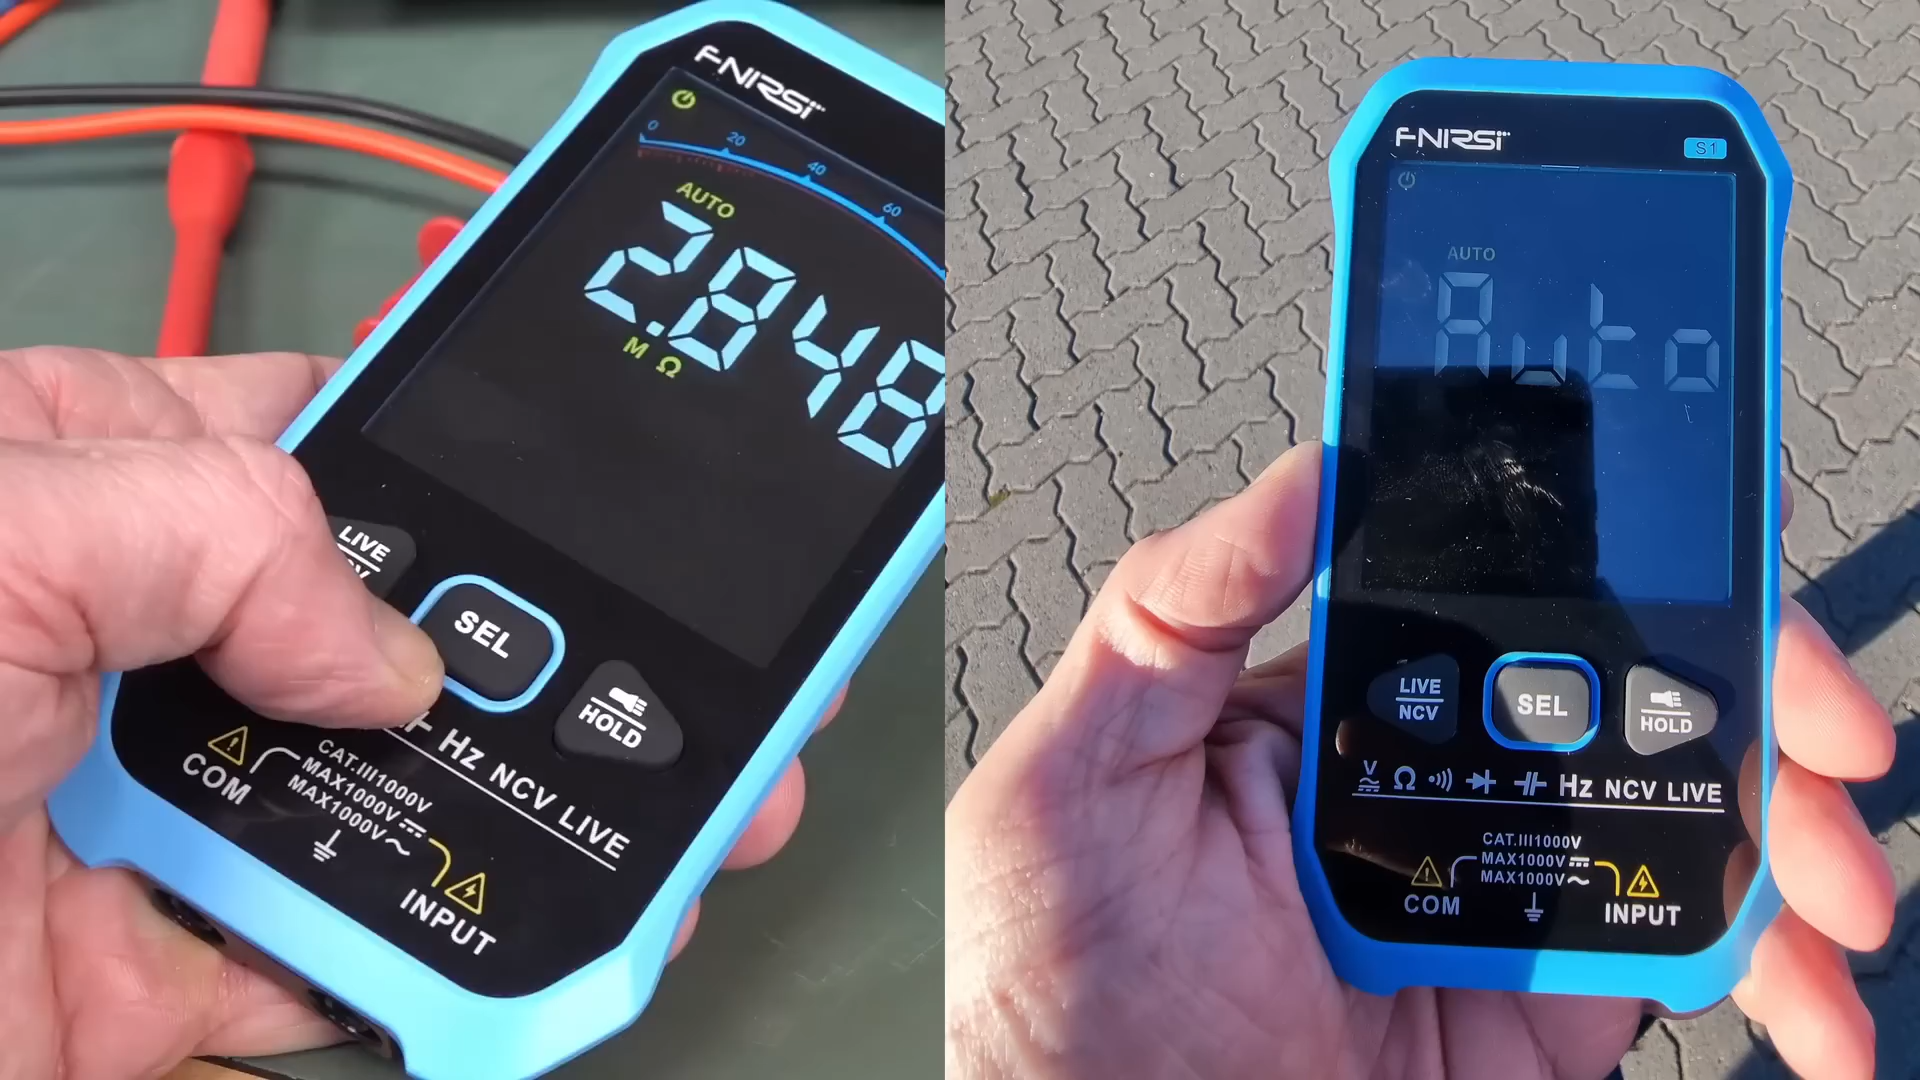 FNIRSI
0 20 40 60
AUTO
2.848
M Ω
LIVE
SEL
HOLD
Hz NCV LIVE
CAT.III1000V
MAX1000V
MAX1000V
COM
INPUT
FNIRSI
S1
AUTO
Auto
LIVE
NCV
SEL
HOLD
V Ω Hz NCV LIVE
CAT.III1000V
MAX1000V
MAX1000V
COM
INPUT